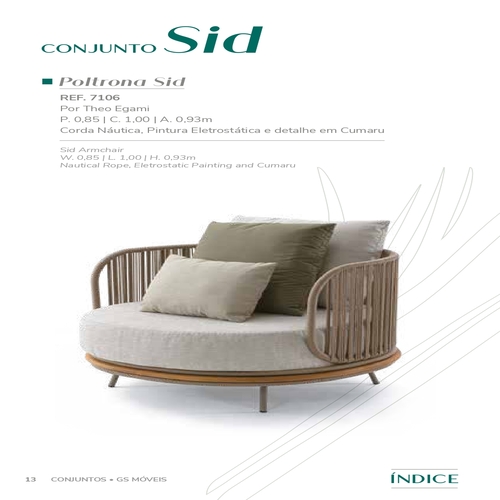 CONJUNTO Sid
Poltrona Sid
REF. 7106
Por Theo Egami
P. 0,85 | C. 1,00 | A. 0,93m
Corda Náutica, Pintura Eletrostática e detalhe em Cumaru
Sid Armchair
W. 0,85 | L. 1,00 | H. 0,93m
Nautical Rope, Eletrostatic Painting and Cumaru
13 CONJUNTOS • GS MÓVEIS
ÍNDICE